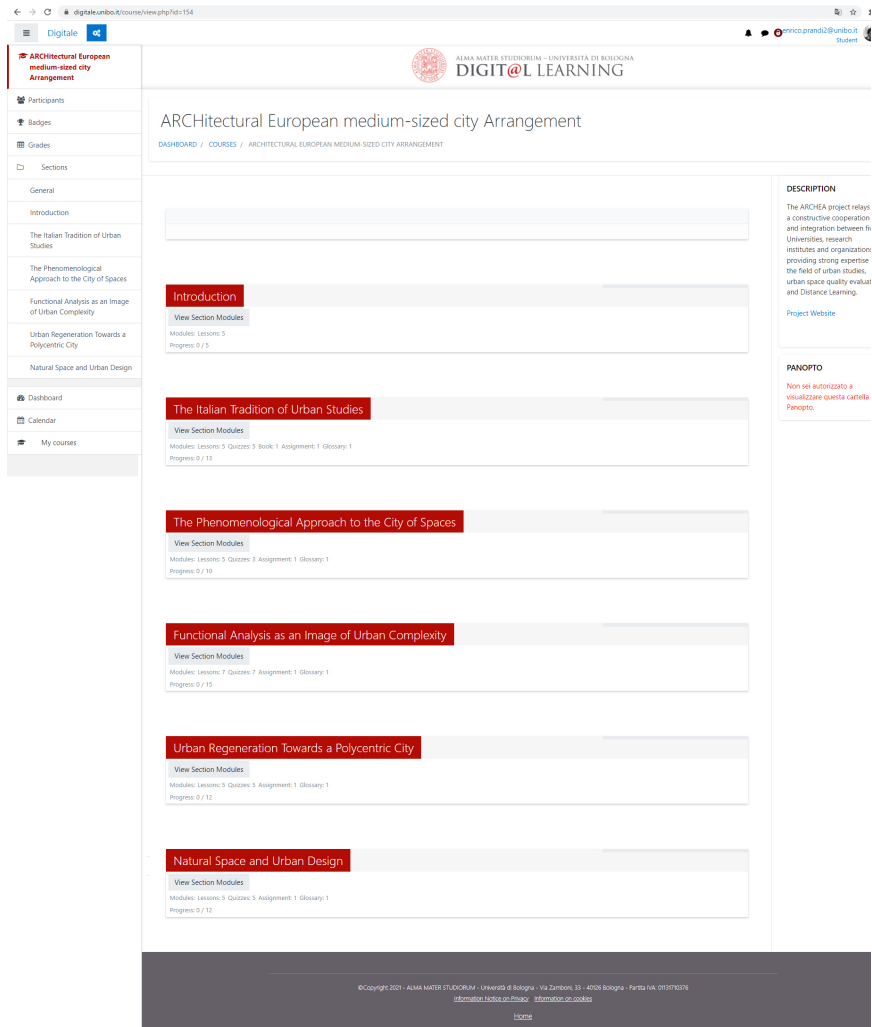 digitale.unibo.it/course/view.php?id=154
Digitale
enrico.prandi2@unibo.it
Student
ARCHitectural European
medium-sized city
Arrangement
Participants
Badges
Grades
Sections
General
Introduction
The Italian Tradition of Urban
Studies
The Phenomenological
Approach to the City of Spaces
Functional Analysis as an Image
of Urban Complexity
Urban Regeneration Towards a
Polycentric City
Natural Space and Urban Design
Dashboard
Calendar
My courses
ALMA MATER STUDIORUM – UNIVERSITÀ DI BOLOGNA
DIGIT@L LEARNING
ARCHitectural European medium-sized city Arrangement
DASHBOARD / COURSES / ARCHITECTURAL EUROPEAN MEDIUM-SIZED CITY ARRANGEMENT
Introduction
View Section Modules
Modules: Lessons: 5
Progress: 0 / 5
The Italian Tradition of Urban Studies
View Section Modules
Modules: Lessons: 5 Quizzes: 5 Book: 1 Assignment: 1 Glossary: 1
Progress: 0 / 13
The Phenomenological Approach to the City of Spaces
View Section Modules
Modules: Lessons: 5 Quizzes: 3 Assignment: 1 Glossary: 1
Progress: 0 / 10
Functional Analysis as an Image of Urban Complexity
View Section Modules
Modules: Lessons: 7 Quizzes: 7 Assignment: 1 Glossary: 1
Progress: 0 / 15
Urban Regeneration Towards a Polycentric City
View Section Modules
Modules: Lessons: 5 Quizzes: 5 Assignment: 1 Glossary: 1
Progress: 0 / 12
Natural Space and Urban Design
View Section Modules
Modules: Lessons: 5 Quizzes: 5 Assignment: 1 Glossary: 1
Progress: 0 / 12
DESCRIPTION
The ARCHEA project relays
a constructive cooperation
and integration between fi
Universities, research
institutes and organizations
providing strong expertise
the field of urban studies,
urban space quality evaluat
and Distance Learning.
Project Website
PANOPTO
Non sei autorizzato a
visualizzare questa cartella
Panopto.
©Copyright 2021 - ALMA MATER STUDIORUM - Università di Bologna - Via Zamboni, 33 - 40126 Bologna - Partita IVA: 01131710376
Information Notice on Privacy Information on cookies
Home